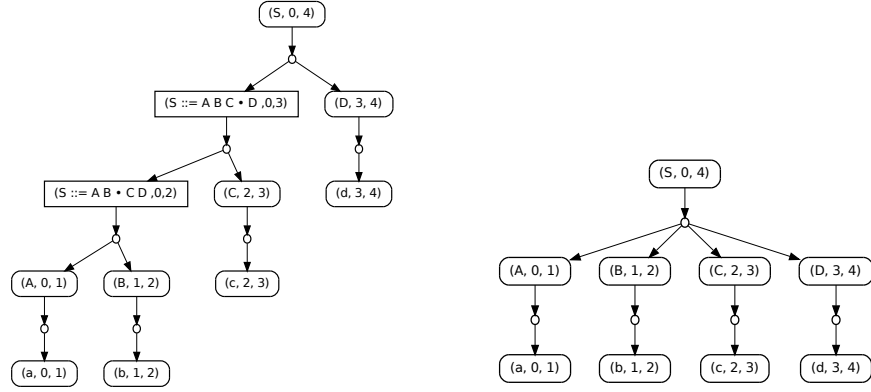 (S, 0, 4)
(S ::= A B C • D ,0,3)
(D, 3, 4)
(S ::= A B • C D ,0,2)
(C, 2, 3)
(d, 3, 4)
(A, 0, 1)
(B, 1, 2)
(c, 2, 3)
(a, 0, 1)
(b, 1, 2)
(S, 0, 4)
(A, 0, 1)
(B, 1, 2)
(C, 2, 3)
(D, 3, 4)
(a, 0, 1)
(b, 1, 2)
(c, 2, 3)
(d, 3, 4)